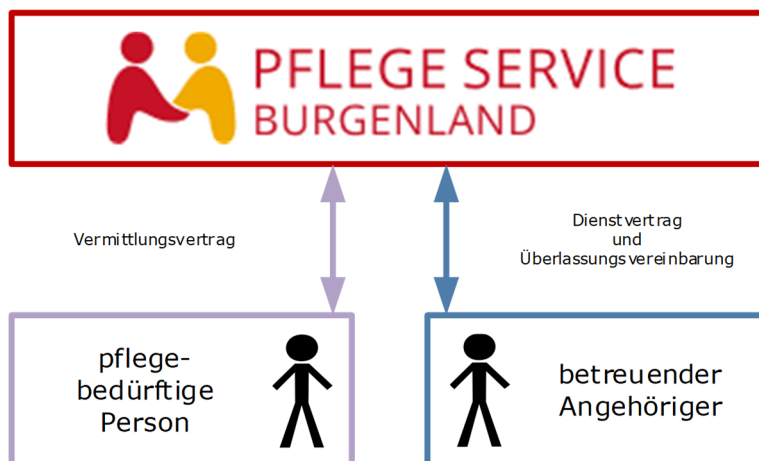 PFLEGE SERVICE
BURGENLAND
Vermittlungsvertrag
Dienstvertrag
und
Überlassungsvereinbarung
pflege-
bedürftige
Person
betreuender
Angehöriger